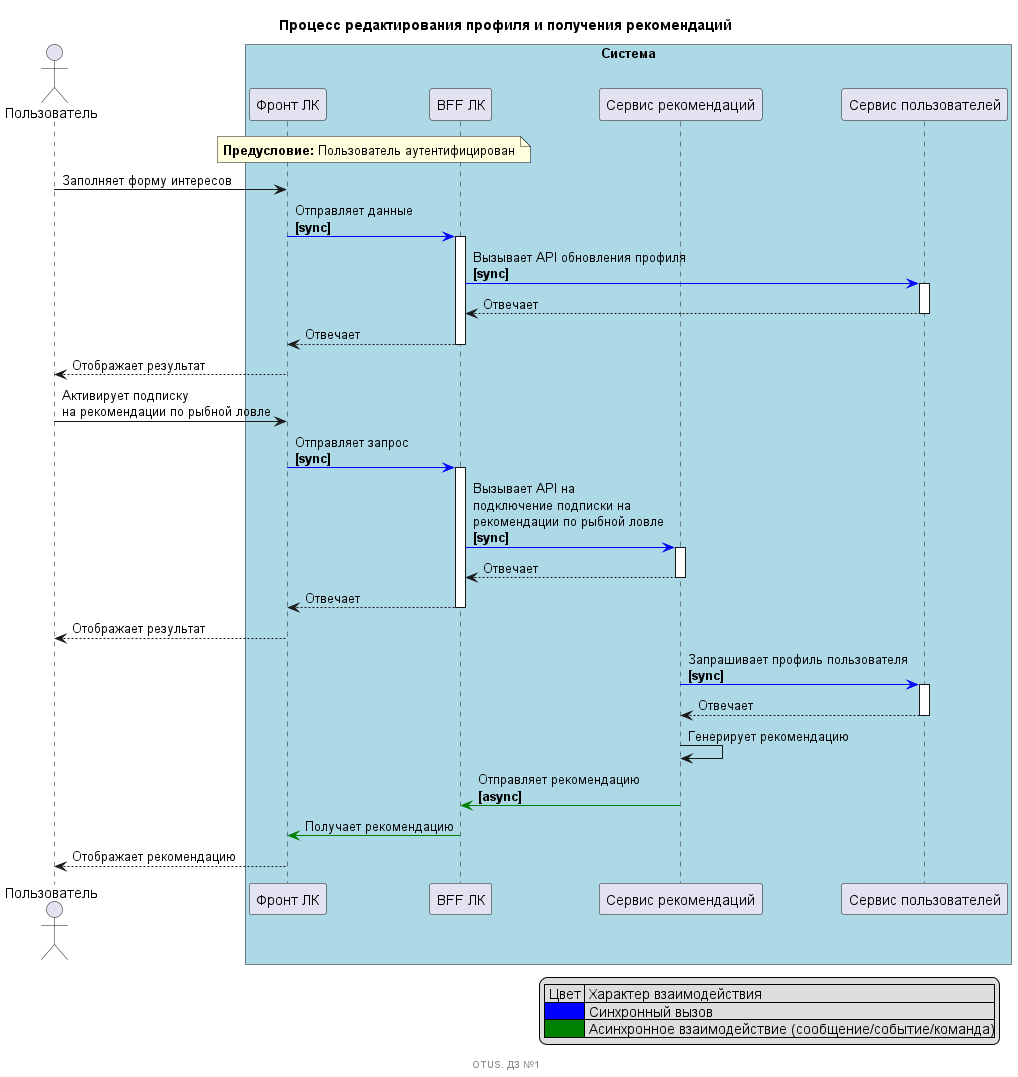 Процесс редактирования профиля и получения рекомендаций
Система
Пользователь
Фронт ЛК
BFF ЛК
Сервис рекомендаций
Сервис пользователей
Предусловие: Пользователь аутентифицирован
Заполняет форму интересов
Отправляет данные
[sync]
Вызывает API обновления профиля
[sync]
Отвечает
Отвечает
Отображает результат
Активирует подписку
на рекомендации по рыбной ловле
Отправляет запрос
[sync]
Вызывает API на
подключение подписки на
рекомендации по рыбной ловле
[sync]
Отвечает
Отвечает
Отображает результат
Запрашивает профиль пользователя
[sync]
Отвечает
Генерирует рекомендацию
Отправляет рекомендацию
[async]
Получает рекомендацию
Отображает рекомендацию
Пользователь
Фронт ЛК
BFF ЛК
Сервис рекомендаций
Сервис пользователей
Цвет Характер взаимодействия
Синхронный вызов
Асинхронное взаимодействие (сообщение/событие/команда)
OTUS. ДЗ №1